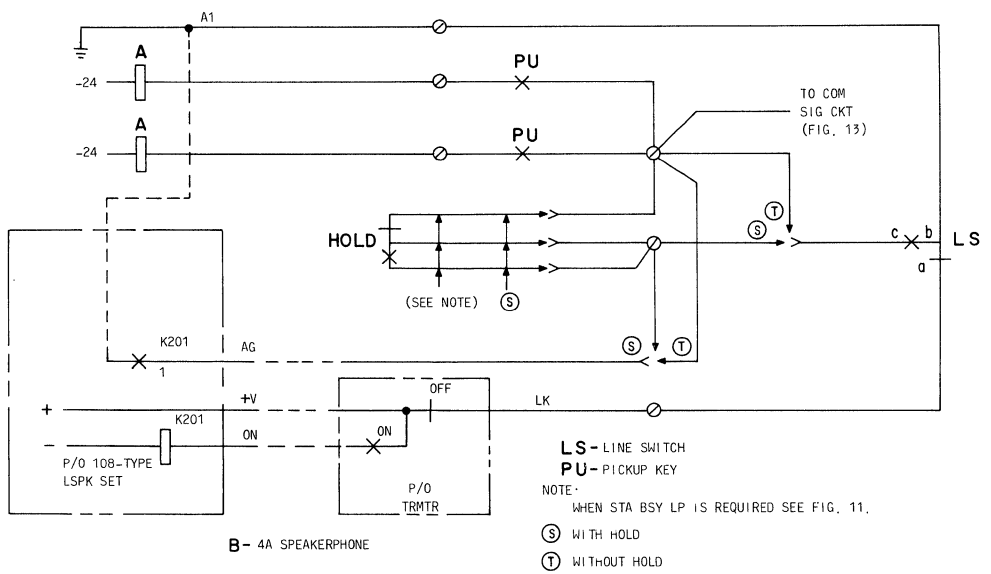 A1
A
PU
-24
TO COM
SIG CKT
(FIG. 13)
A
PU
-24
T
S
HOLD
c
b
LS
a
(SEE NOTE)
S
K201
AG
S
T
1
OFF
+
+V
LK
K201
ON
ON
-
P/O 108-TYPE
LSPK SET
P/O
TRMTR
LS- LINE SWITCH
PU- PICKUP KEY
NOTE:
WHEN STA BSY LP IS REQUIRED SEE FIG. 11.
S WITH HOLD
T WITHOUT HOLD
B- 4A SPEAKERPHONE